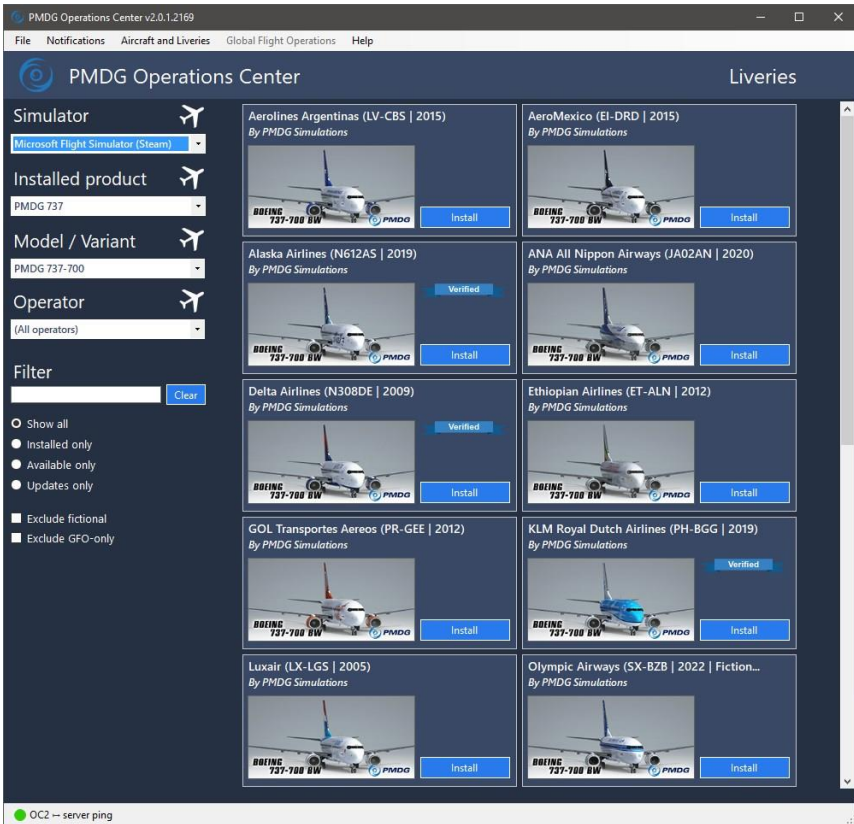 PMDG Operations Center v2.0.1.2169
File Notifications Aircraft and Liveries Global Flight Operations Help
PMDG Operations Center
Liveries
Simulator
Microsoft Flight Simulator (Steam)
Installed product
PMDG 737
Model / Variant
PMDG 737-700
Operator
(All operators)
Filter
Clear
Show all
Installed only
Available only
Updates only
Exclude fictional
Exclude GFO-only
Aerolines Argentinas (LV-CBS | 2015)
By PMDG Simulations
BOEING
737-700 BW
PMDG
Install
AeroMexico (EI-DRD | 2015)
By PMDG Simulations
BOEING
737-700 BW
PMDG
Install
Alaska Airlines (N612AS | 2019)
By PMDG Simulations
Verified
BOEING
737-700 BW
PMDG
Install
ANA All Nippon Airways (JA02AN | 2020)
By PMDG Simulations
BOEING
737-700 BW
PMDG
Install
Delta Airlines (N308DE | 2009)
By PMDG Simulations
Verified
BOEING
737-700 BW
PMDG
Install
Ethiopian Airlines (ET-ALN | 2012)
By PMDG Simulations
BOEING
737-700 BW
PMDG
Install
GOL Transportes Aereos (PR-GEE | 2012)
By PMDG Simulations
BOEING
737-700 BW
PMDG
Install
KLM Royal Dutch Airlines (PH-BGG | 2019)
By PMDG Simulations
Verified
BOEING
737-700 BW
PMDG
Install
Luxair (LX-LGS | 2005)
By PMDG Simulations
BOEING
737-700 BW
PMDG
Install
Olympic Airways (SX-BZB | 2022 | Fiction...
By PMDG Simulations
BOEING
737-700 BW
PMDG
Install
OC2 ↔ server ping